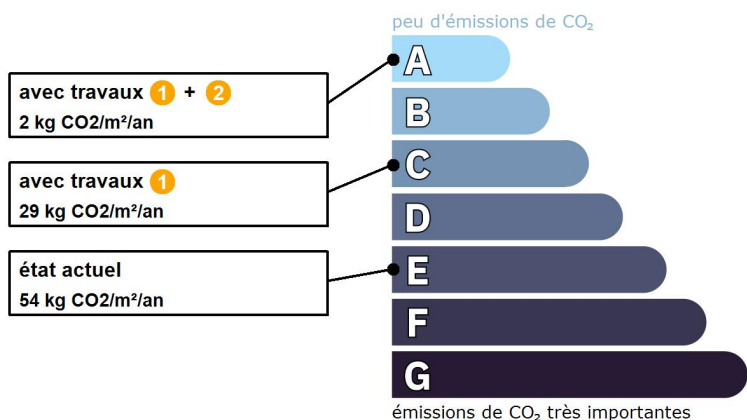 peu d'émissions de CO₂
A
avec travaux 1 + 2
2 kg CO2/m²/an
B
avec travaux 1
29 kg CO2/m²/an
C
D
état actuel
54 kg CO2/m²/an
E
F
G
émissions de CO₂ très importantes